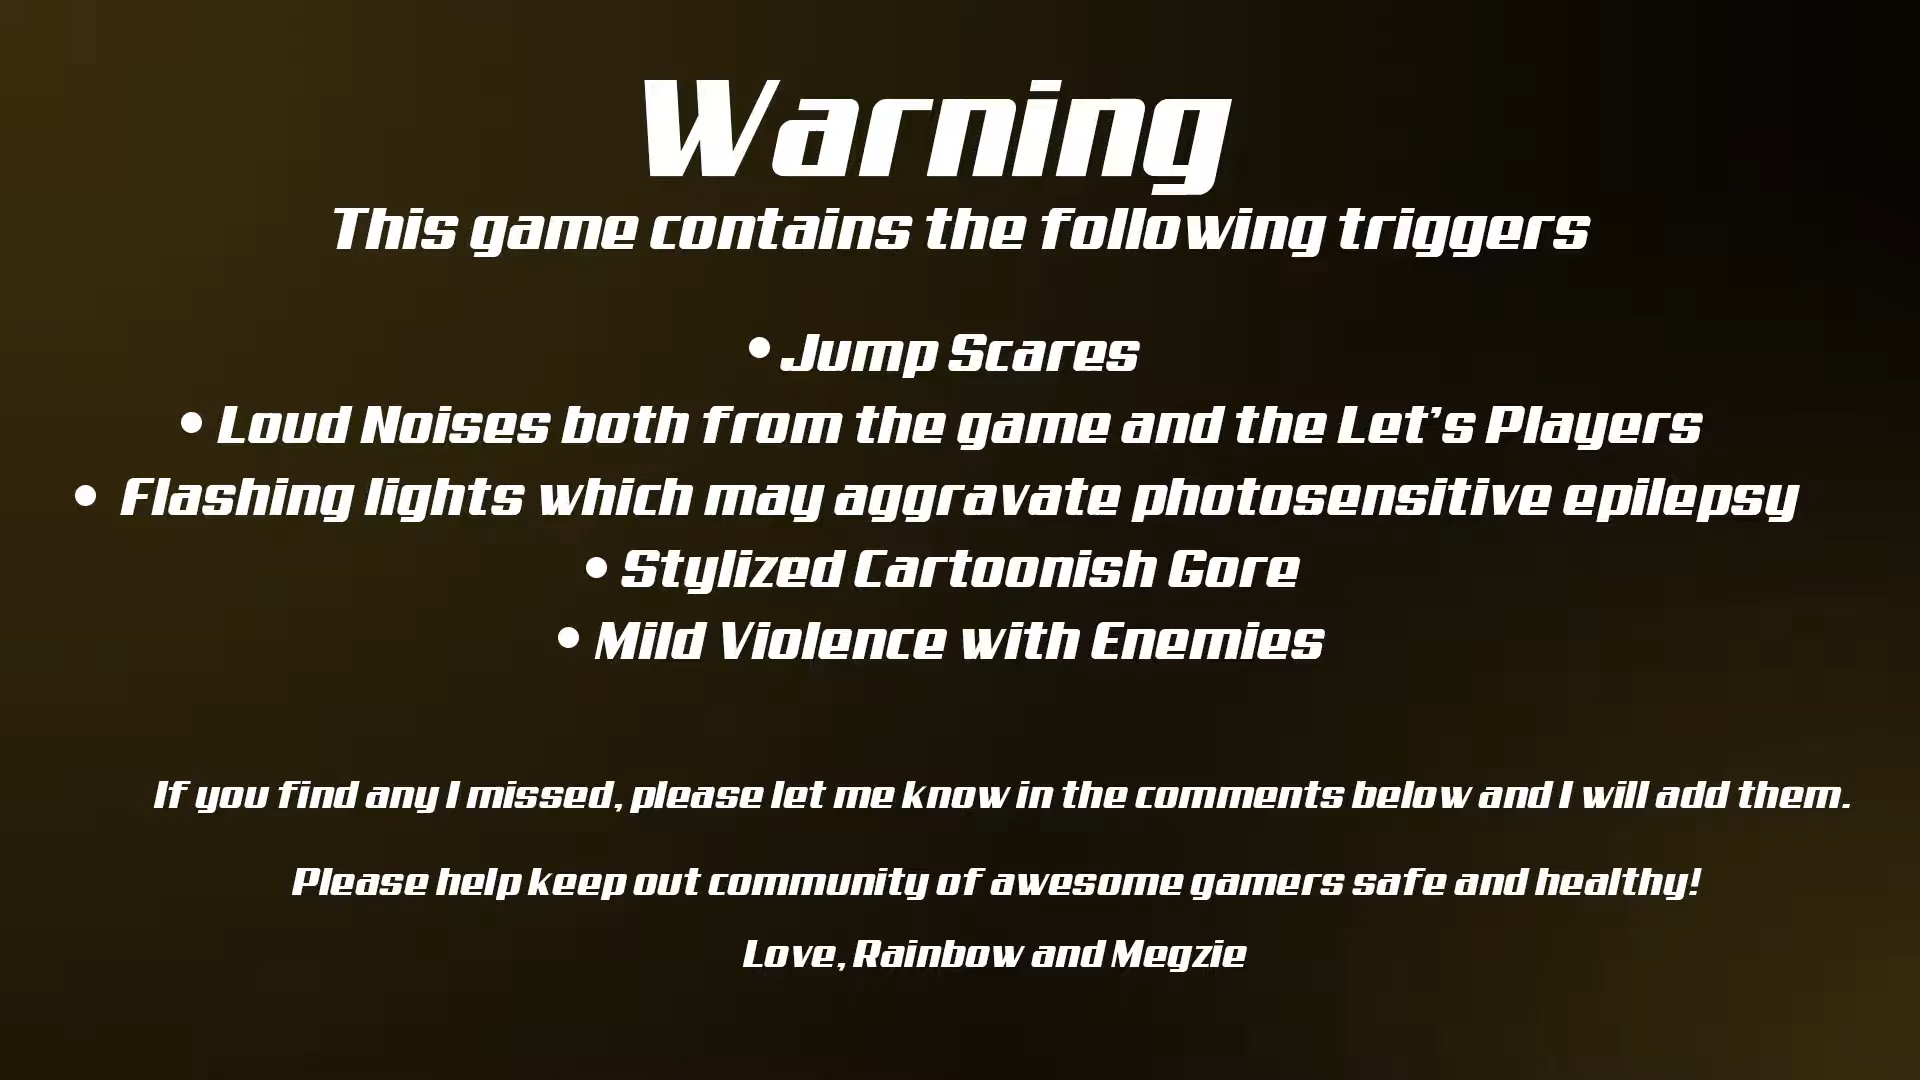 Warning
This game contains the following triggers
• Jump Scares
• Loud Noises both from the game and the Let's Players
• Flashing lights which may aggravate photosensitive epilepsy
• Stylized Cartoonish Gore
• Mild Violence with Enemies
If you find any I missed, please let me know in the comments below and I will add them.
Please help keep out community of awesome gamers safe and healthy!
Love, Rainbow and Megzie